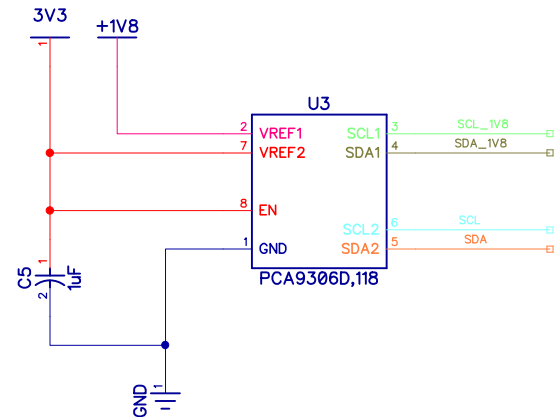 3V3
+1V8
1
U3
2 VREF1 SCL1 3 SCL_1V8
7 VREF2 SDA1 4 SDA_1V8
8 EN
SCL2 6 SCL
1 GND SDA2 5 SDA
PCA9306D,118
C5 1 2 1uF
GND 1